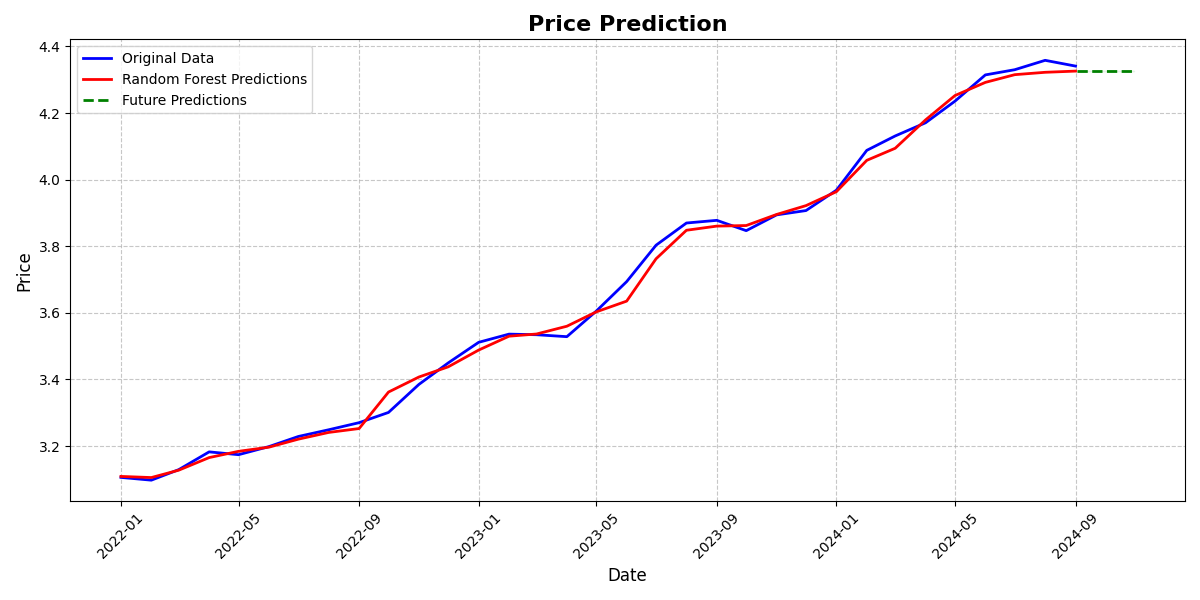 Price Prediction
Original Data
Random Forest Predictions
Future Predictions
Price
4.4
4.2
4.0
3.8
3.6
3.4
3.2
2022-01
2022-05
2022-09
2023-01
2023-05
2023-09
2024-01
2024-05
2024-09
Date